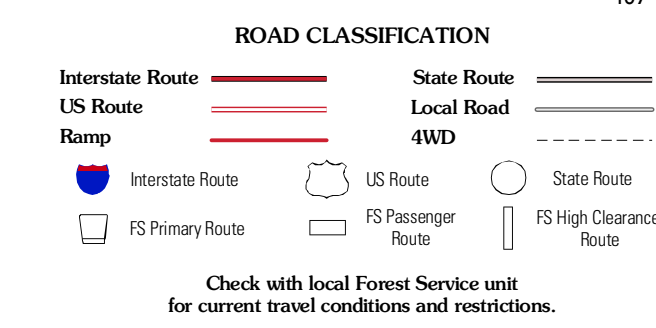 ROAD CLASSIFICATION
Interstate Route State Route
US Route Local Road
Ramp 4WD
Interstate Route US Route State Route
FS Primary Route
FS Passenger
Route
FS High Clearance
Route
Check with local Forest Service unit
for current travel conditions and restrictions.